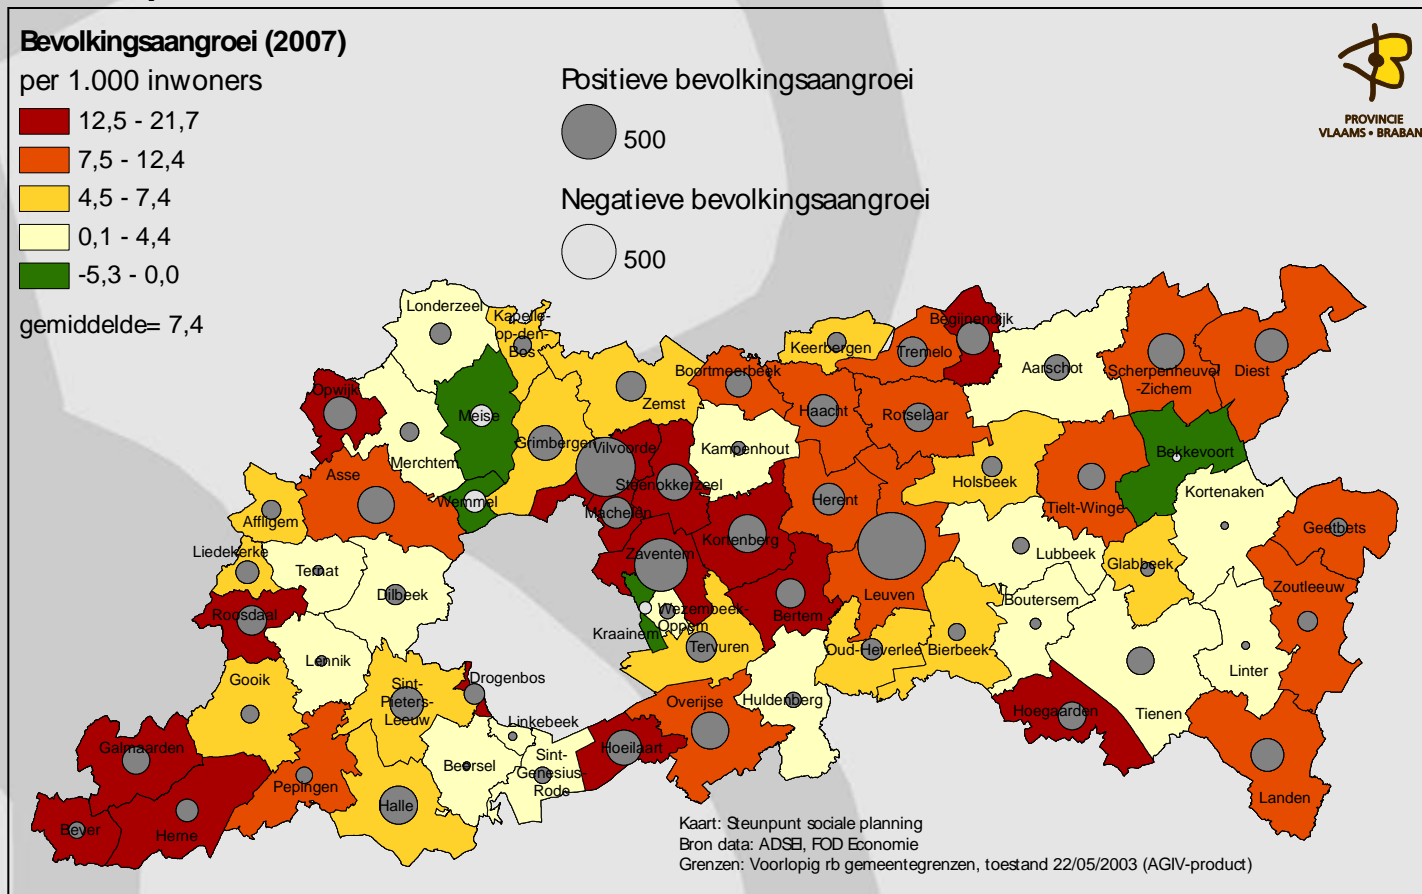 Bevolkingsaangroei (2007)
per 1.000 inwoners
12,5 - 21,7
7,5 - 12,4
4,5 - 7,4
0,1 - 4,4
-5,3 - 0,0
gemiddelde= 7,4
Positieve bevolkingsaangroei
500
Negatieve bevolkingsaangroei
500
PROVINCIE
VLAAMS • BRABAN
Londerzeel
Kapelle-
op-den-
Bos
Keerbergen
Tremelo
Begijnendijk
Aarschot
Scherpenheuvel
-Zichem
Diest
Opwijk
Meise
Zemst
Boortmeerbeek
Haacht
Rotselaar
Merchtem
Grimbergen
Vilvoorde
Kampenhout
Bekkevoort
Asse
Wemmel
Steenokkerzeel
Machelen
Herent
Holsbeek
Tielt-Winge
Kortenaken
Affligem
Geetbets
Liedekerke
Ternat
Zaventem
Kortenberg
Lubbeek
Glabbeek
Dilbeek
Leuven
Boutersem
Zoutleeuw
Roosdaal
Wezembeek-
Oppem
Bertem
Kraainem
Tervuren
Oud-Heverlee
Bierbeek
Linter
Lennik
Gooik
Sint-
Pieters-
Leeuw
Drogenbos
Overijse
Huldenberg
Hoegaarden
Tienen
Linkebeek
Galmaarden
Sint-
Genesius-
Rode
Hoeilaart
Beersel
Pepingen
Halle
Landen
Bever
Herne
Kaart: Steunpunt sociale planning
Bron data: ADSEI, FOD Economie
Grenzen: Voorlopig rb gemeentegrenzen, toestand 22/05/2003 (AGIV-product)